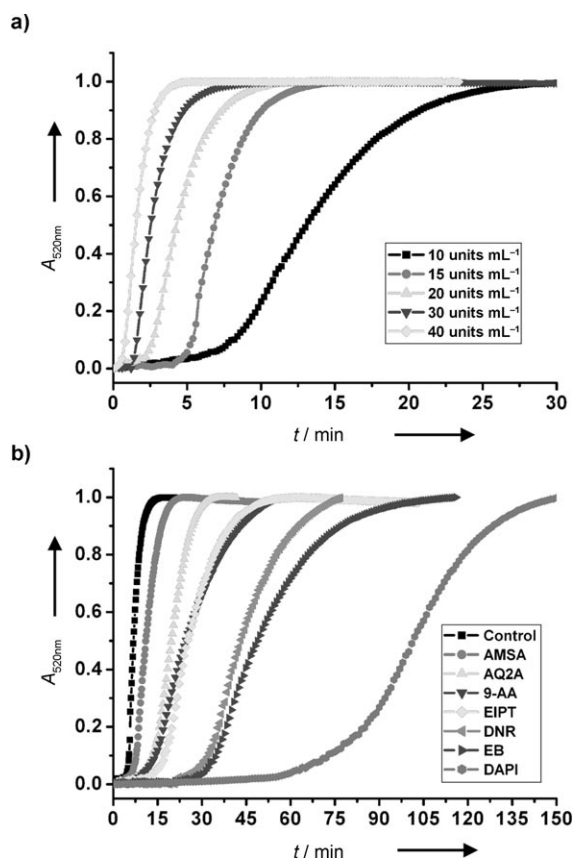 a)
1.0
0.8
0.6
0.4
0.2
0.0
A520nm
10 units mL⁻¹
15 units mL⁻¹
20 units mL⁻¹
30 units mL⁻¹
40 units mL⁻¹
0 5 10 15 20 25 30
t / min
b)
1.0
0.8
0.6
0.4
0.2
0.0
A520nm
Control
AMSA
AQ2A
9-AA
EIPT
DNR
EB
DAPI
0 15 30 45 60 75 90 105 120 135 150
t / min